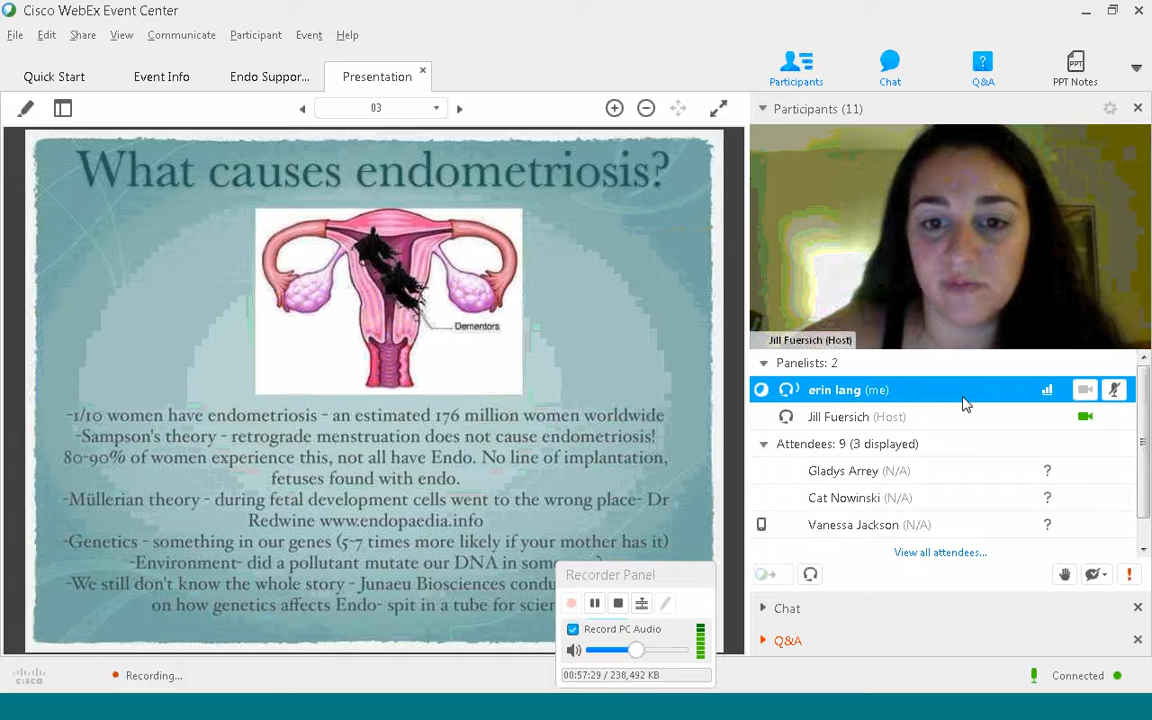 Cisco WebEx Event Center
File Edit Share View Communicate Participant Event Help
Quick Start Event Info Endo Suppor... Presentation
Participants Chat Q&A PPT Notes
03
What causes endometriosis?
Dementors
-1/10 women have endometriosis - an estimated 176 million women worldwide
-Sampson's theory - retrograde menstruation does not cause endometriosis!
80-90% of women experience this, not all have Endo. No line of implantation,
fetuses found with endo.
-Müllerian theory - during fetal development cells went to the wrong place- Dr
Redwine www.endopaedia.info
-Genetics - something in our genes (5-7 times more likely if your mother has it)
-Environment- did a pollutant mutate our DNA in som
-We still don't know the whole story - Juneau Biosciences
on how genetics affects Endo- spit in a tube for
Recorder Panel
Record PC Audio
00:57:29 / 238,492 KB
Participants (11)
Jill Fuersich (Host)
Panelists: 2
erin lang (me)
Jill Fuersich (Host)
Attendees: 9 (3 displayed)
Gladys Arrey (N/A)
Cat Nowinski (N/A)
Vanessa Jackson (N/A)
View all attendees...
Chat
Q&A
cisco
Recording...
Connected